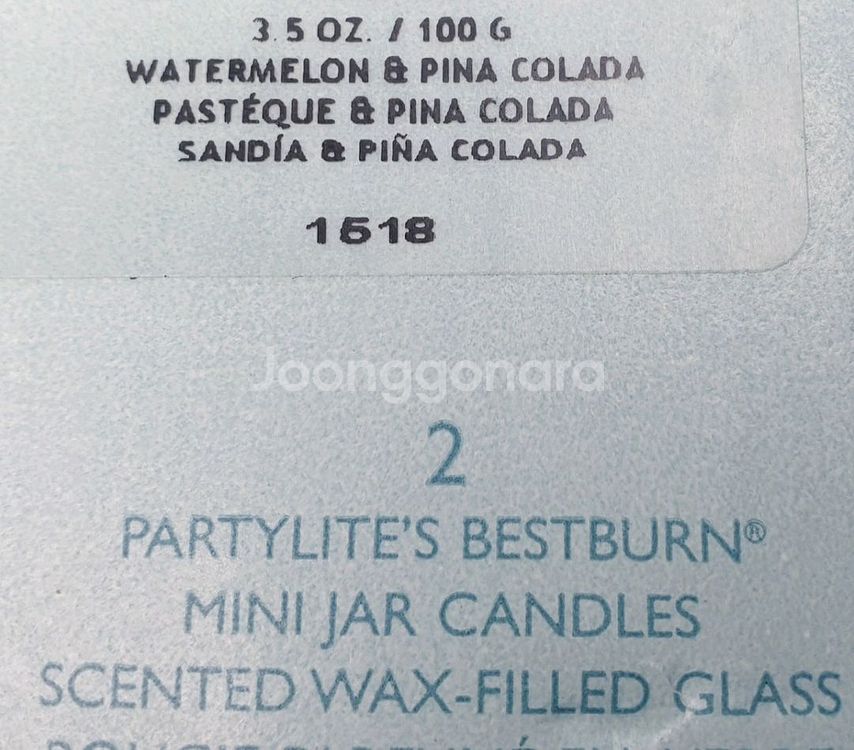 3.5 OZ. / 100 G
WATERMELON & PINA COLADA
PASTÉQUE & PINA COLADA
SANDÍA & PIÑA COLADA
1518
Joonggonara
2
PARTYLITE'S BESTBURN®
MINI JAR CANDLES
SCENTED WAX-FILLED GLASS